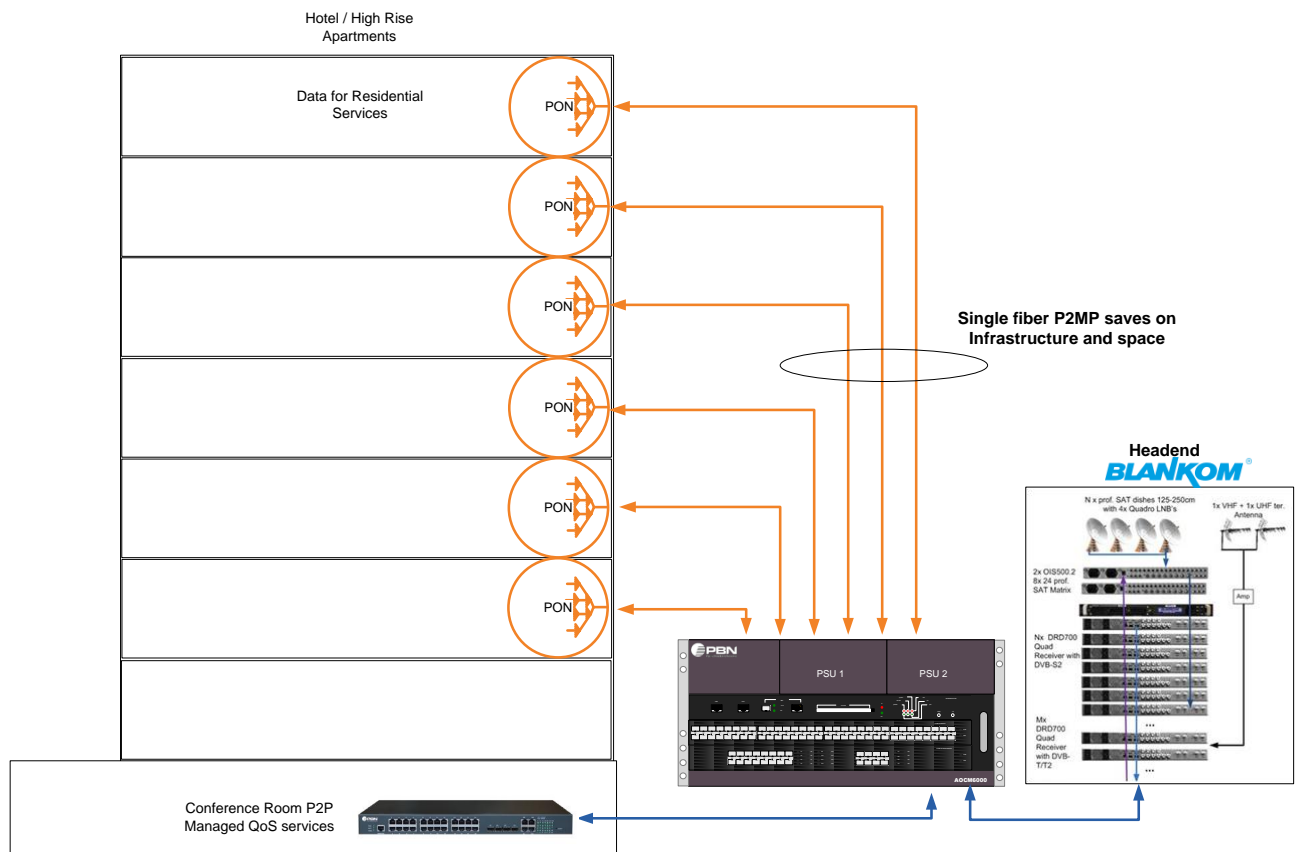 Hotel / High Rise
Apartments
Data for Residential
Services
PON
PON
PON
PON
PON
PON
Single fiber P2MP saves on
Infrastructure and space
Headend
BLANKOM®
N x prof. SAT dishes 125-250cm
with 4x Quadro LNB's
1x VHF + 1x UHF ter.
Antenna
2x OIS500.2
8x 24 prof.
SAT Matrix
Amp
Nx DRD700
Quad
Receiver with
DVB-S2
...
Mx
DRD700
Quad
Receiver
with DVB-
T/T2
...
PBN
PSU 1
PSU 2
AOCM6000
Conference Room P2P
Managed QoS services
PBN